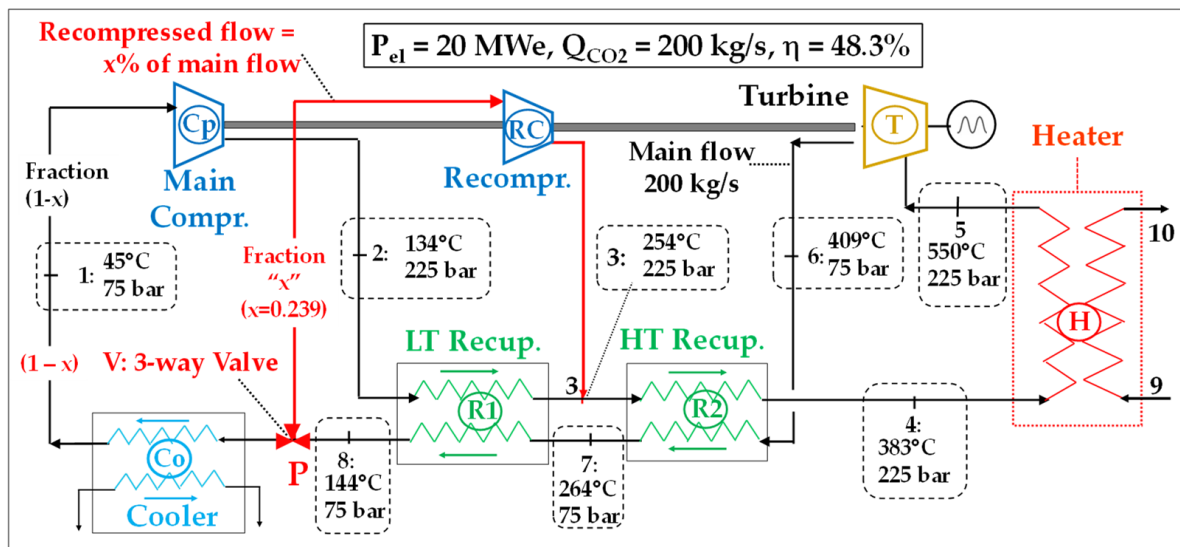 Recompressed flow =
x% of main flow
P_el = 20 MWe, Q_CO2 = 200 kg/s, η = 48.3%
Cp
RC
Turbine
T
Heater
Fraction
(1-x)
Main
Compr.
Recompr.
Main flow
200 kg/s
1: 45°C
75 bar
Fraction
“x”
(x=0.239)
2: 134°C
225 bar
3: 254°C
225 bar
6: 409°C
75 bar
5
550°C
225 bar
10
H
(1 – x)
V: 3-way Valve
LT Recup.
HT Recup.
3
R1
R2
9
Co
Cooler
P
8:
144°C
75 bar
7:
264°C
75 bar
4:
383°C
225 bar